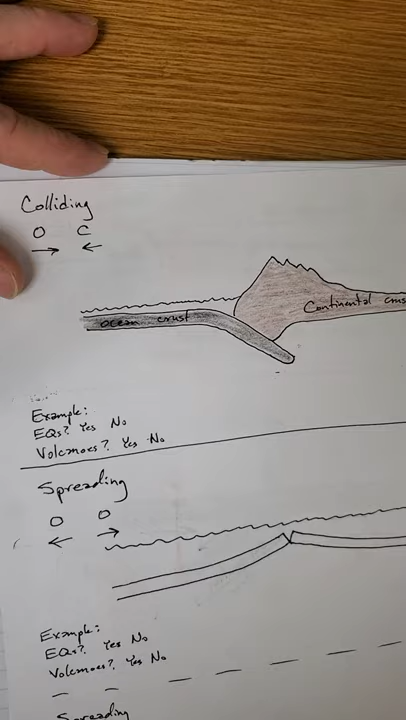 Colliding
O C
→ ←
ocean crust
Continental crus
Example:
EQs? Yes No
Volcanoes? Yes No
Spreading
O O
← →
Example:
EQs? Yes No
Volcanoes? Yes No
Spreading